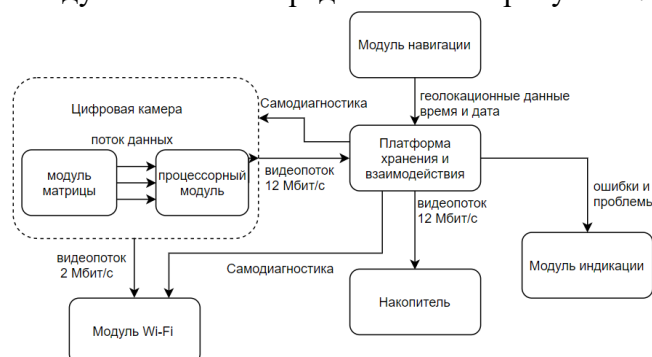 Модуль навигации
Цифровая камера
Самодиагностика
геолокационные данные
время и дата
поток данных
модуль
матрицы
процессорный
модуль
видеопоток
12 Мбит/с
Платформа
хранения и
взаимодействия
ошибки и
проблемы
видеопоток
12 Мбит/с
видеопоток
2 Мбит/с
Самодиагностика
Модуль индикации
Накопитель
Модуль Wi-Fi